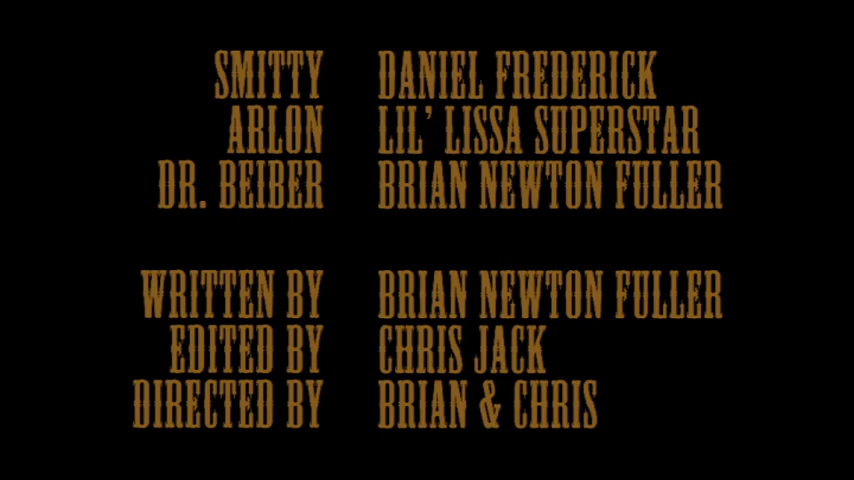 SMITTY DANIEL FREDERICK
ARLON LIL' LISSA SUPERSTAR
DR. BEIBER BRIAN NEWTON FULLER
WRITTEN BY BRIAN NEWTON FULLER
EDITED BY CHRIS JACK
DIRECTED BY BRIAN & CHRIS